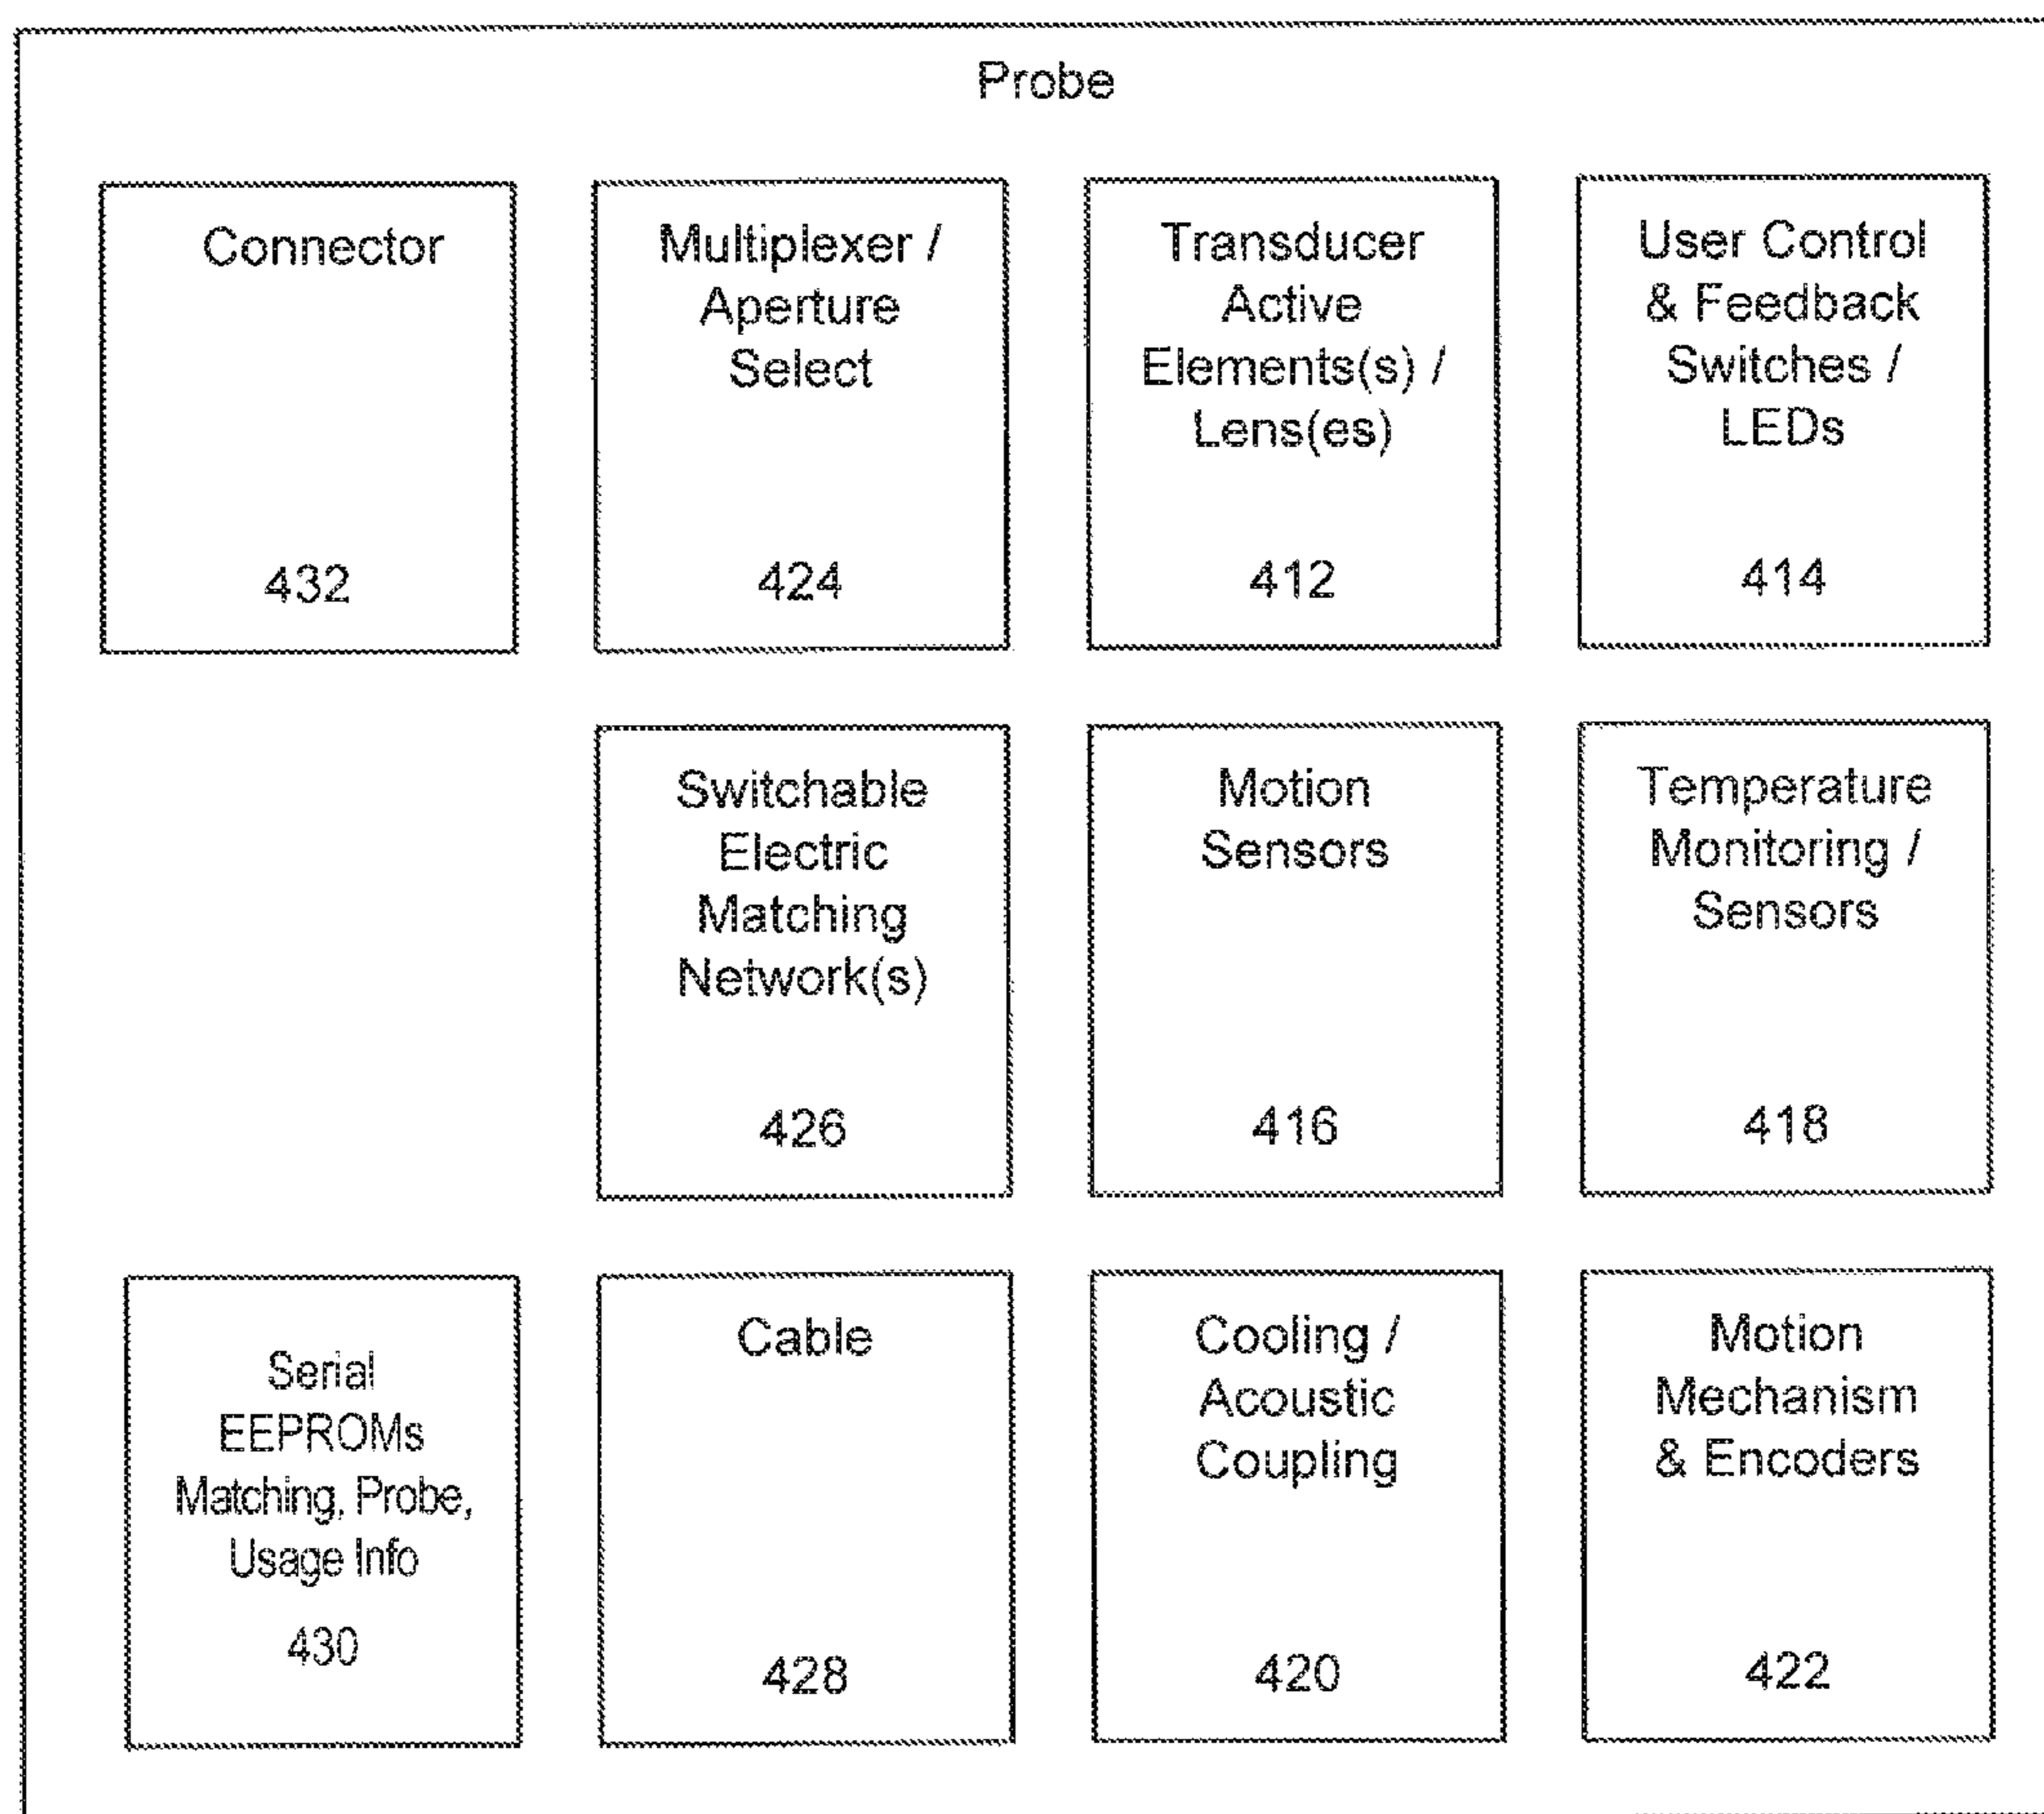 Probe
Connector
432
Multiplexer /
Aperture
Select
424
Transducer
Active
Elements(s) /
Lens(es)
412
User Control
& Feedback
Switches /
LEDs
414
Switchable
Electric
Matching
Network(s)
426
Motion
Sensors
416
Temperature
Monitoring /
Sensors
418
Serial
EEPROMs
Matching, Probe,
Usage Info
430
Cable
428
Cooling /
Acoustic
Coupling
420
Motion
Mechanism
& Encoders
422